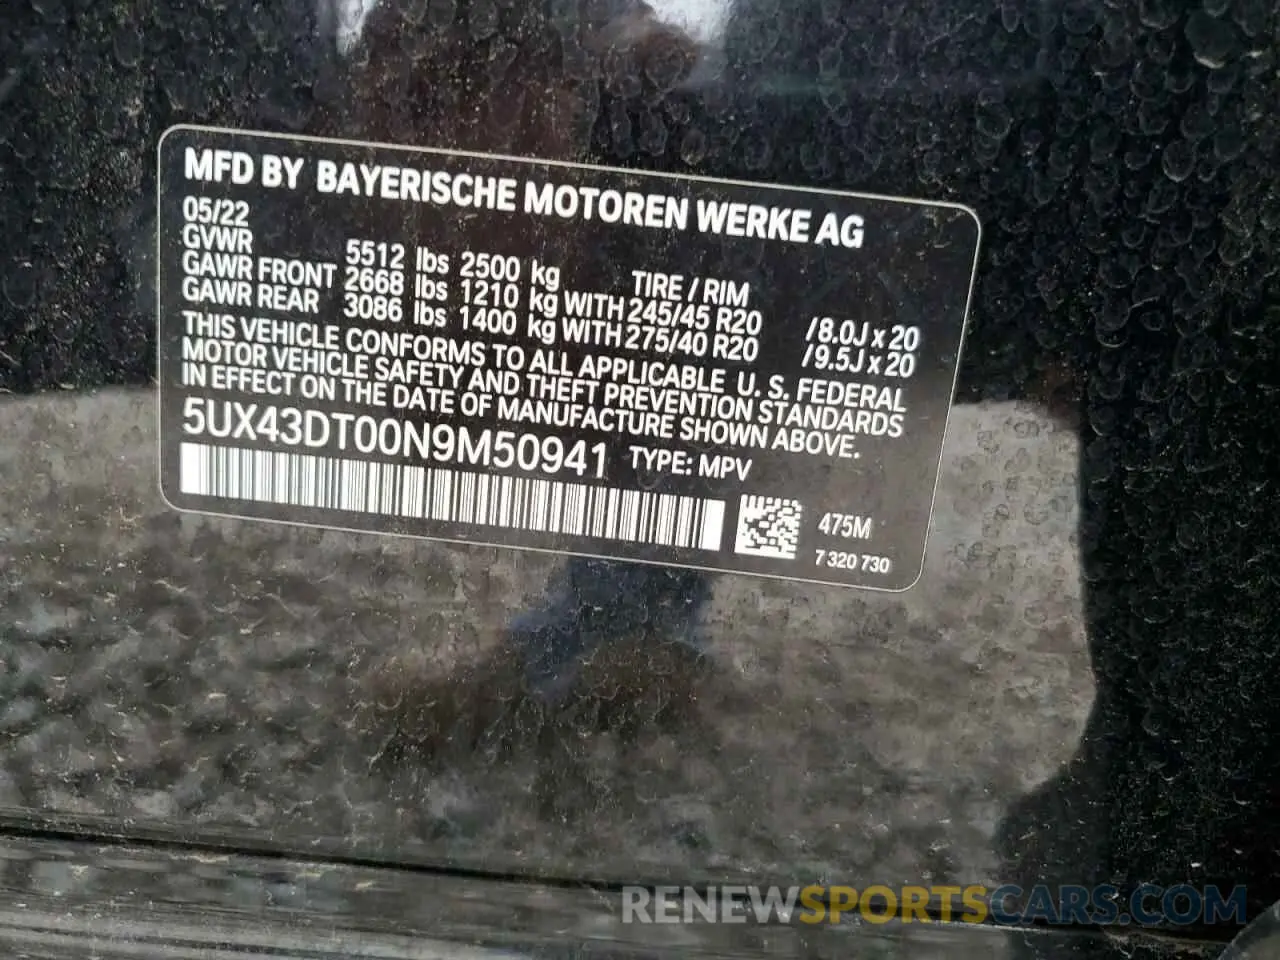 MFD BY BAYERISCHE MOTOREN WERKE AG
05/22
GVWR 5512 lbs 2500 kg TIRE / RIM
GAWR FRONT 2668 lbs 1210 kg WITH 245/45 R20 /8.0J x 20
GAWR REAR 3086 lbs 1400 kg WITH 275/40 R20 /9.5J x 20
THIS VEHICLE CONFORMS TO ALL APPLICABLE U. S. FEDERAL
MOTOR VEHICLE SAFETY AND THEFT PREVENTION STANDARDS
IN EFFECT ON THE DATE OF MANUFACTURE SHOWN ABOVE.
5UX43DT00N9M50941 TYPE: MPV
475M
7 320 730
RENEWSPORTSCARS.COM